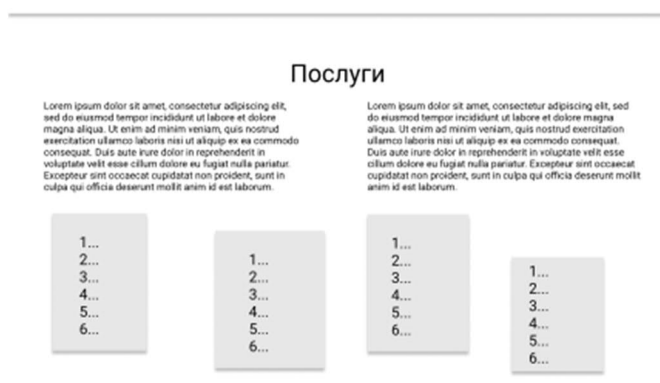 Послуги
Lorem ipsum dolor sit amet, consectetur adipiscing elit,
sed do eiusmod tempor incididunt ut labore et dolore
magna aliqua. Ut enim ad minim veniam, quis nostrud
exercitation ullamco laboris nisi ut aliquip ex ea commodo
consequat. Duis aute irure dolor in reprehenderit in
voluptate velit esse cillum dolore eu fugiat nulla pariatur.
Excepteur sint occaecat cupidatat non proident, sunt in
culpa qui officia deserunt mollit anim id est laborum.
Lorem ipsum dolor sit amet, consectetur adipiscing elit, sed
do eiusmod tempor incididunt ut labore et dolore magna
aliqua. Ut enim ad minim veniam, quis nostrud exercitation
ullamco laboris nisi ut aliquip ex ea commodo consequat.
Duis aute irure dolor in reprehenderit in voluptate velit esse
cillum dolore eu fugiat nulla pariatur. Excepteur sint occaecat
cupidatat non proident, sunt in culpa qui officia deserunt mollit
anim id est laborum.
1...
2...
3...
4...
5...
6...
1...
2...
3...
4...
5...
6...
1...
2...
3...
4...
5...
6...
1...
2...
3...
4...
5...
6...